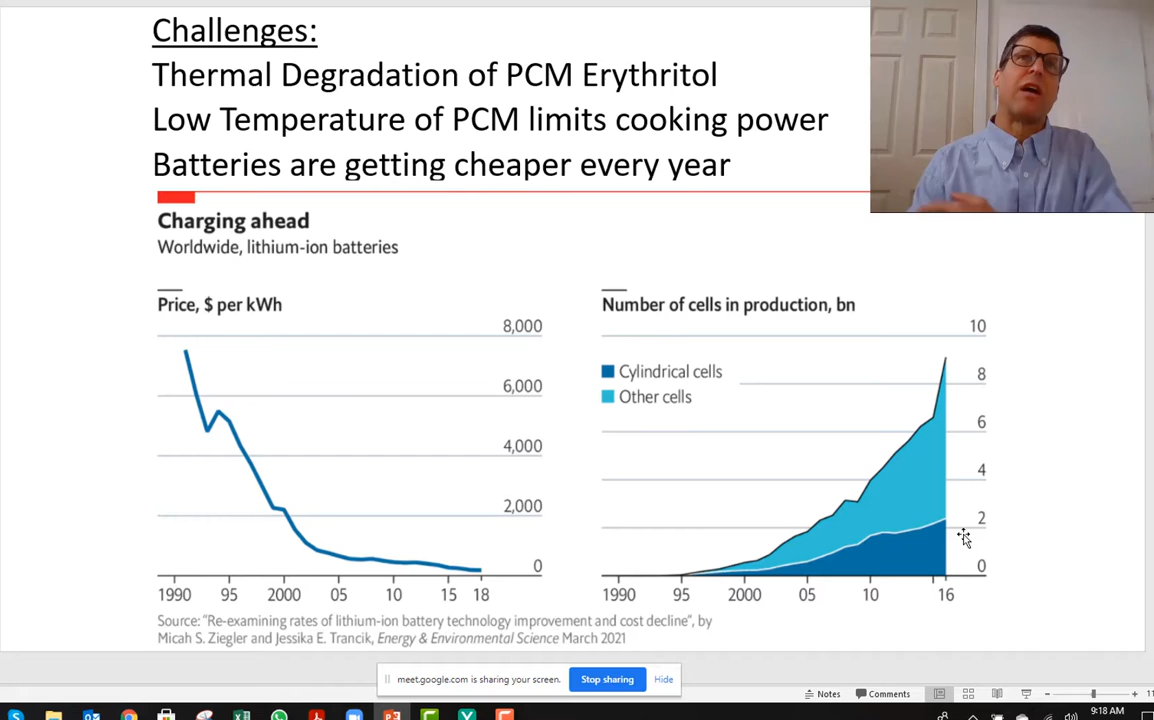 Challenges:
Thermal Degradation of PCM Erythritol
Low Temperature of PCM limits cooking power
Batteries are getting cheaper every year
Charging ahead
Worldwide, lithium-ion batteries
Price, $ per kWh
8,000
6,000
4,000
2,000
0
1990 95 2000 05 10 15 18
Number of cells in production, bn
10
Cylindrical cells
8
Other cells
6
4
2
0
1990 95 2000 05 10 16
Source: "Re-examining rates of lithium-ion battery technology improvement and cost decline", by
Micah S. Ziegler and Jessika E. Trancik, Energy & Environmental Science March 2021
meet.google.com is sharing your screen. Stop sharing Hide
Notes Comments
9:18 AM